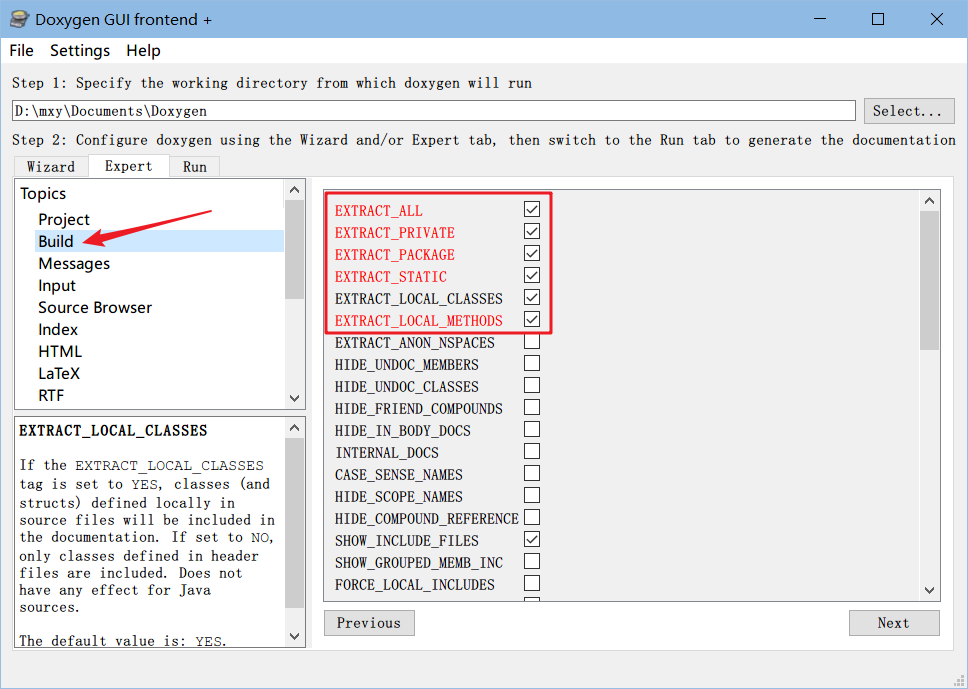 Doxygen GUI frontend +
File Settings Help
Step 1: Specify the working directory from which doxygen will run
D:\mxy\Documents\Doxygen
Select...
Step 2: Configure doxygen using the Wizard and/or Expert tab, then switch to the Run tab to generate the documentation
Wizard Expert Run
Topics
Project
Build
Messages
Input
Source Browser
Index
HTML
LaTeX
RTF
EXTRACT_LOCAL_CLASSES
If the EXTRACT_LOCAL_CLASSES
tag is set to YES, classes (and
structs) defined locally in
source files will be included in
the documentation. If set to NO,
only classes defined in header
files are included. Does not
have any effect for Java
sources.
The default value is: YES.
EXTRACT_ALL
EXTRACT_PRIVATE
EXTRACT_PACKAGE
EXTRACT_STATIC
EXTRACT_LOCAL_CLASSES
EXTRACT_LOCAL_METHODS
EXTRACT_ANON_NSPACES
HIDE_UNDOC_MEMBERS
HIDE_UNDOC_CLASSES
HIDE_FRIEND_COMPOUNDS
HIDE_IN_BODY_DOCS
INTERNAL_DOCS
CASE_SENSE_NAMES
HIDE_SCOPE_NAMES
HIDE_COMPOUND_REFERENCE
SHOW_INCLUDE_FILES
SHOW_GROUPED_MEMB_INC
FORCE_LOCAL_INCLUDES
Previous
Next